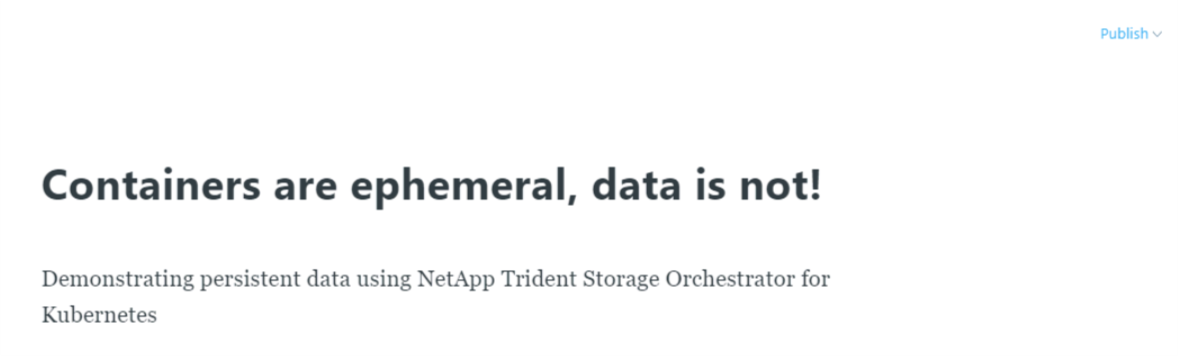 Publish
Containers are ephemeral, data is not!
Demonstrating persistent data using NetApp Trident Storage Orchestrator for
Kubernetes